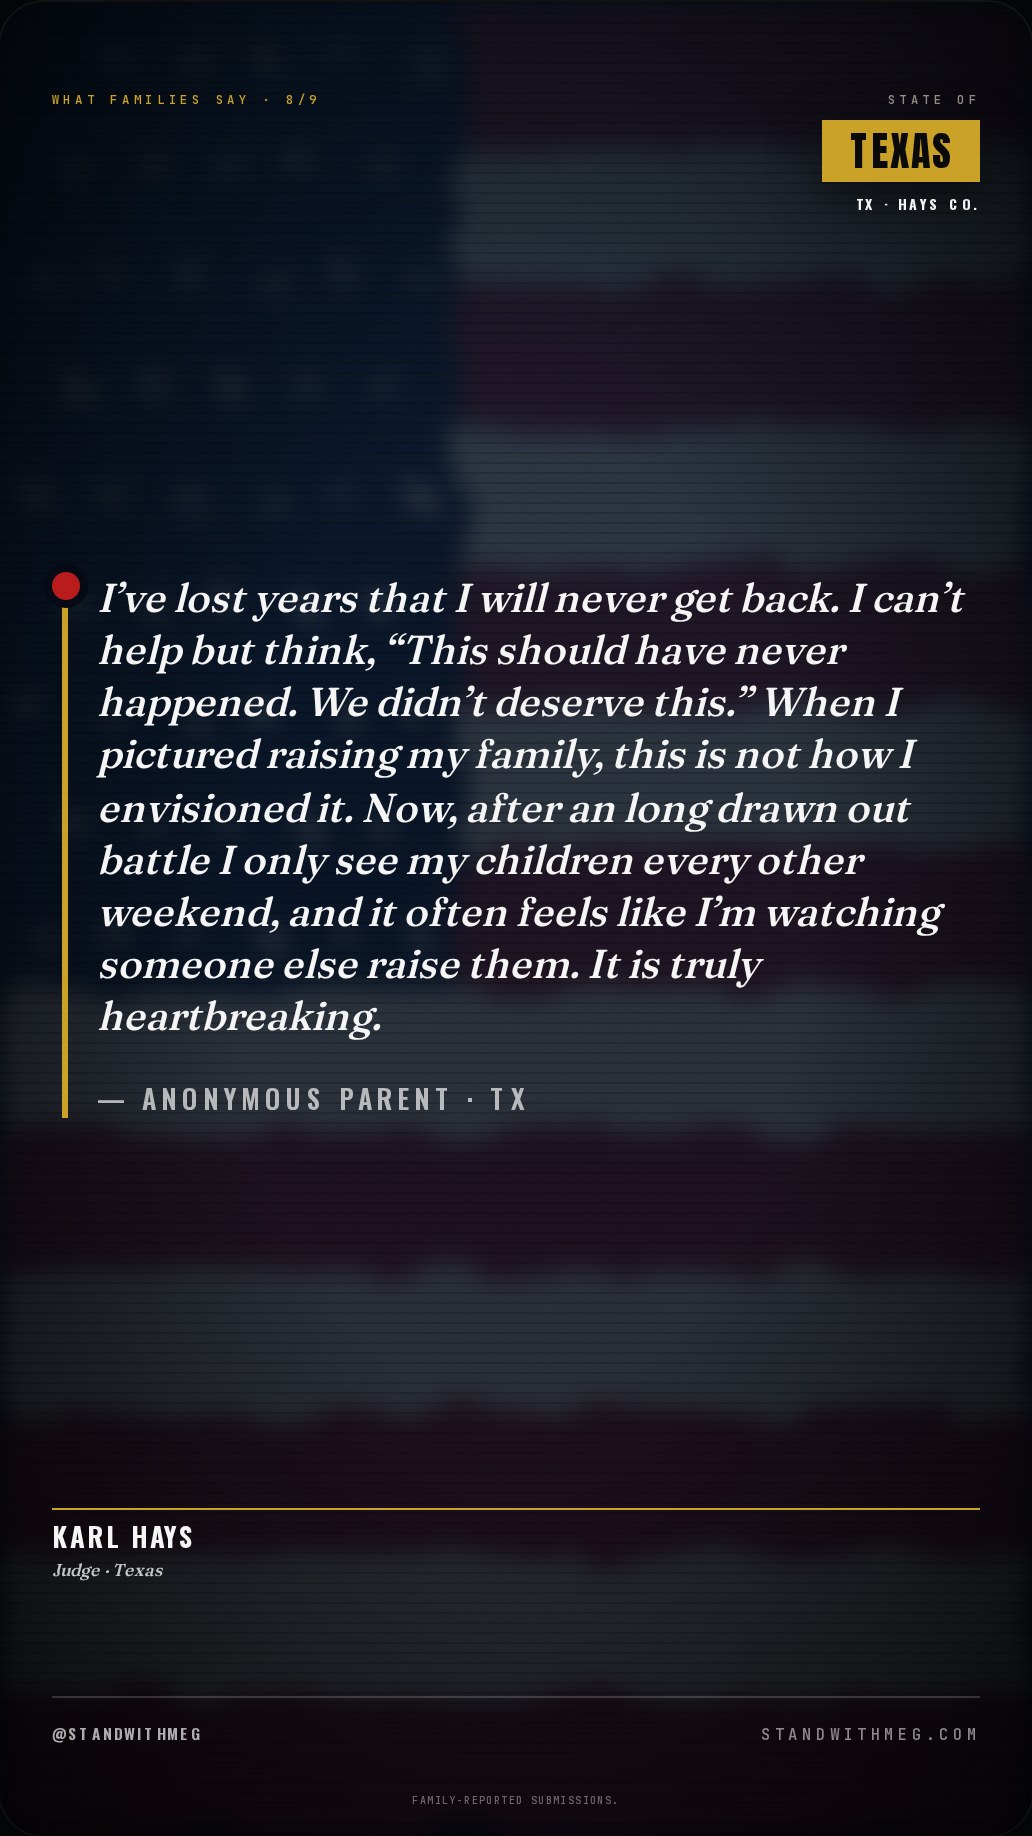 WHAT FAMILIES SAY · 8/9
STATE OF
TEXAS
TX · HAYS CO.
I’ve lost years that I will never get back. I can’t
help but think, “This should have never
happened. We didn’t deserve this.” When I
pictured raising my family, this is not how I
envisioned it. Now, after an long drawn out
battle I only see my children every other
weekend, and it often feels like I’m watching
someone else raise them. It is truly
heartbreaking.
— ANONYMOUS PARENT · TX
KARL HAYS
Judge · Texas
@STANDWITHMEG
STANDWITHMEG.COM
FAMILY-REPORTED SUBMISSIONS.